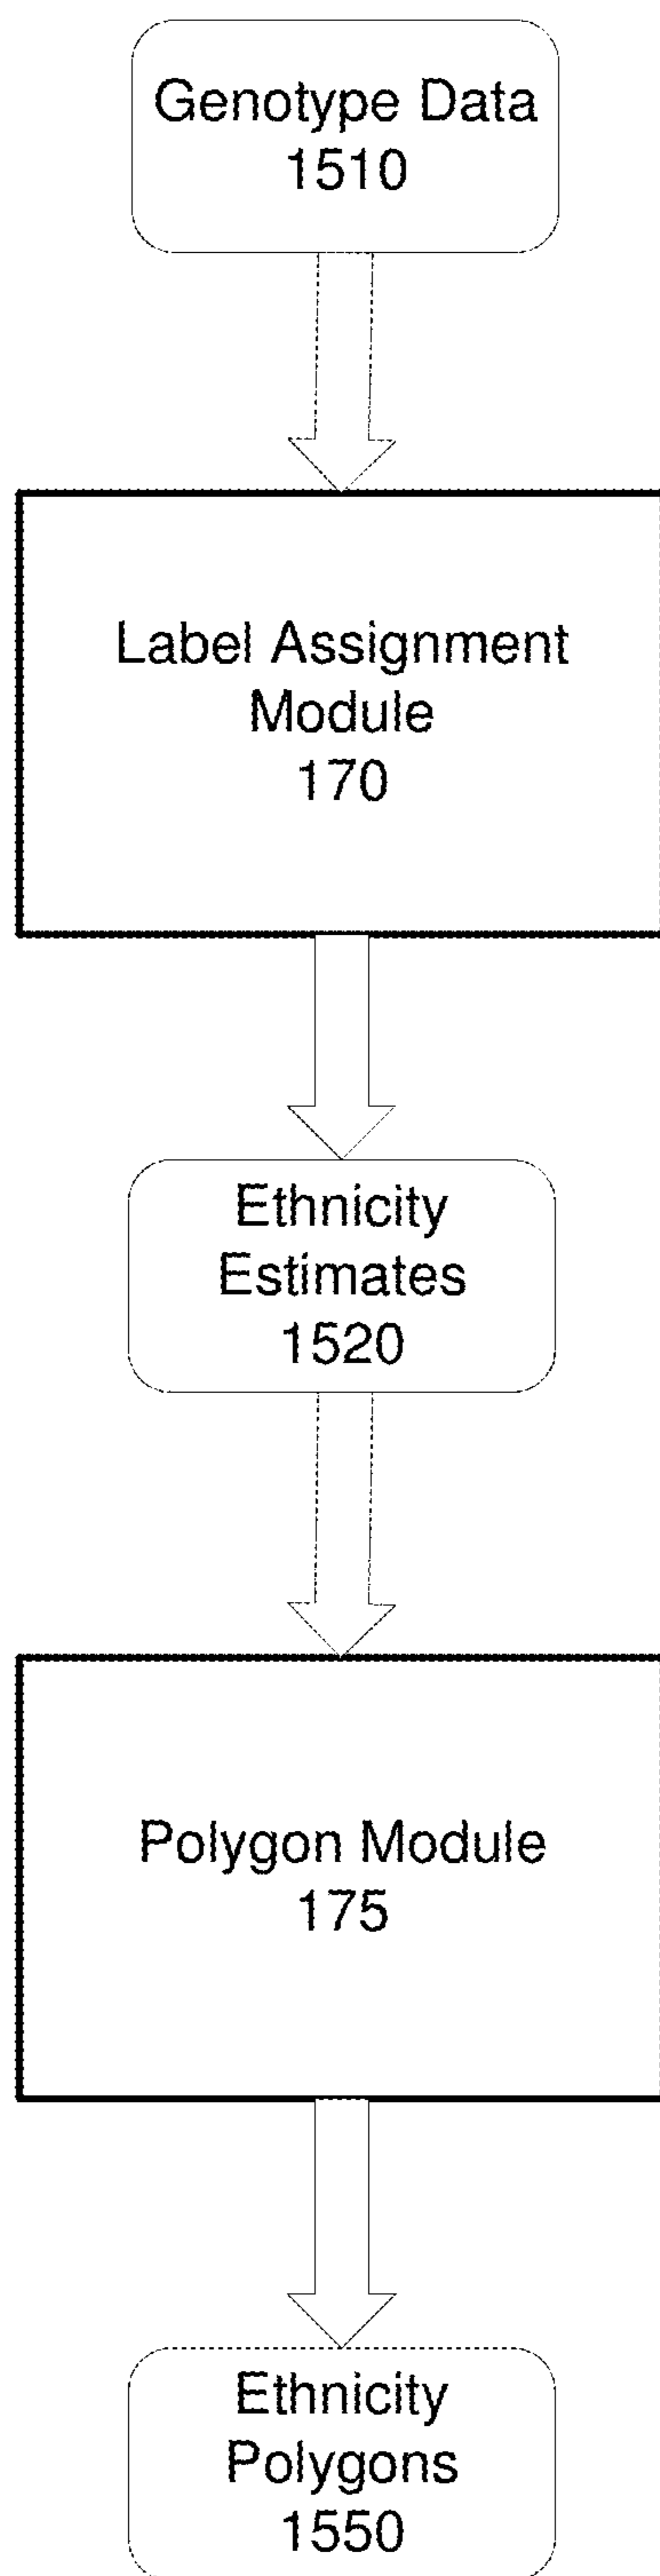 Genotype Data
1510
Label Assignment
Module
170
Ethnicity
Estimates
1520
Polygon Module
175
Ethnicity
Polygons
1550